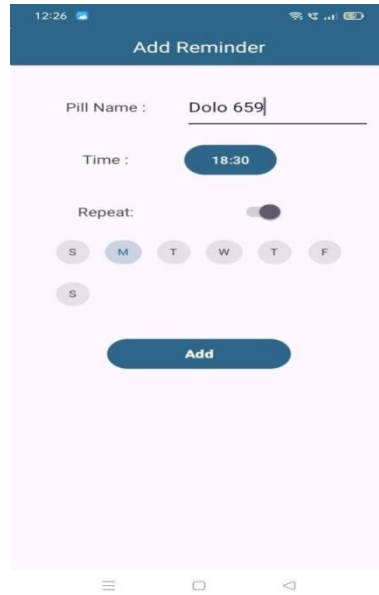 12:26
Add Reminder
Pill Name : Dolo 659
Time : 18:30
Repeat:
S M T W T F
S
Add